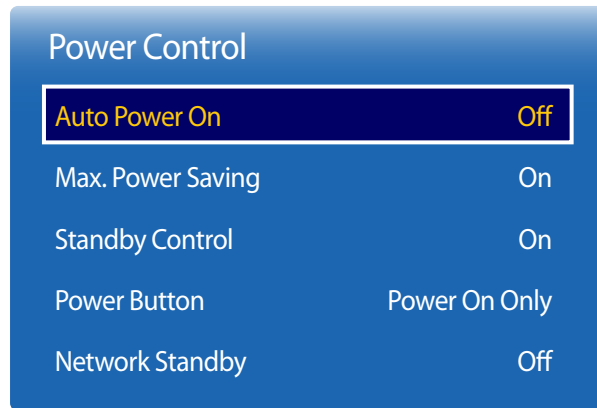 Power Control
Auto Power On Off
Max. Power Saving On
Standby Control On
Power Button Power On Only
Network Standby Off